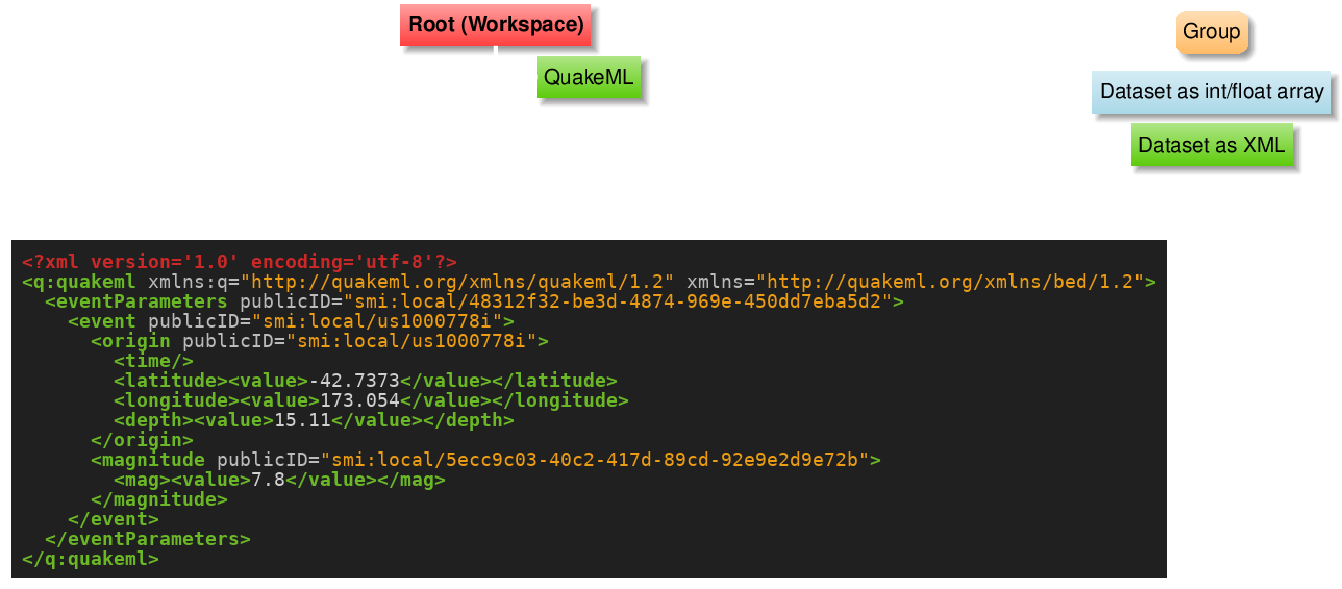 Root (Workspace)
QuakeML
Group
Dataset as int/float array
Dataset as XML
<?xml version='1.0' encoding='utf-8'?>
<q:quakeml xmlns:q="http://quakeml.org/xmlns/quakeml/1.2" xmlns="http://quakeml.org/xmlns/bed/1.2">
  <eventParameters publicID="smi:local/48312f32-be3d-4874-969e-450dd7eba5d2">
    <event publicID="smi:local/us1000778i">
      <origin publicID="smi:local/us1000778i">
        <time/>
        <latitude><value>-42.7373</value></latitude>
        <longitude><value>173.054</value></longitude>
        <depth><value>15.11</value></depth>
      </origin>
      <magnitude publicID="smi:local/5ecc9c03-40c2-417d-89cd-92e9e2d9e72b">
        <mag><value>7.8</value></mag>
      </magnitude>
    </event>
  </eventParameters>
</q:quakeml>